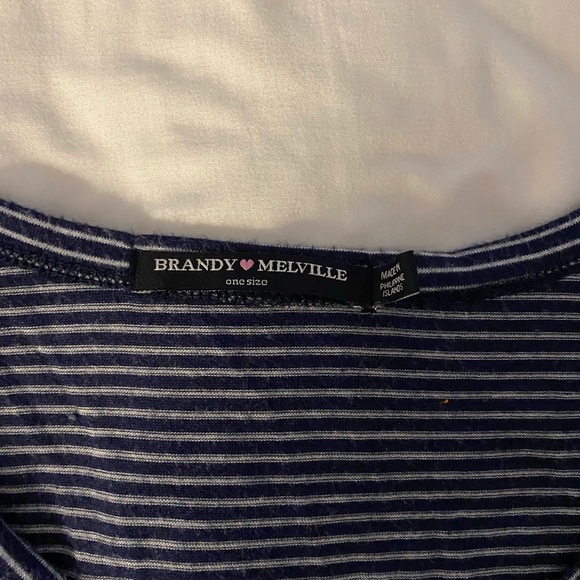 BRANDY MELVILLE
one size
MADE IN
PHILIPPINE
ISLANDS